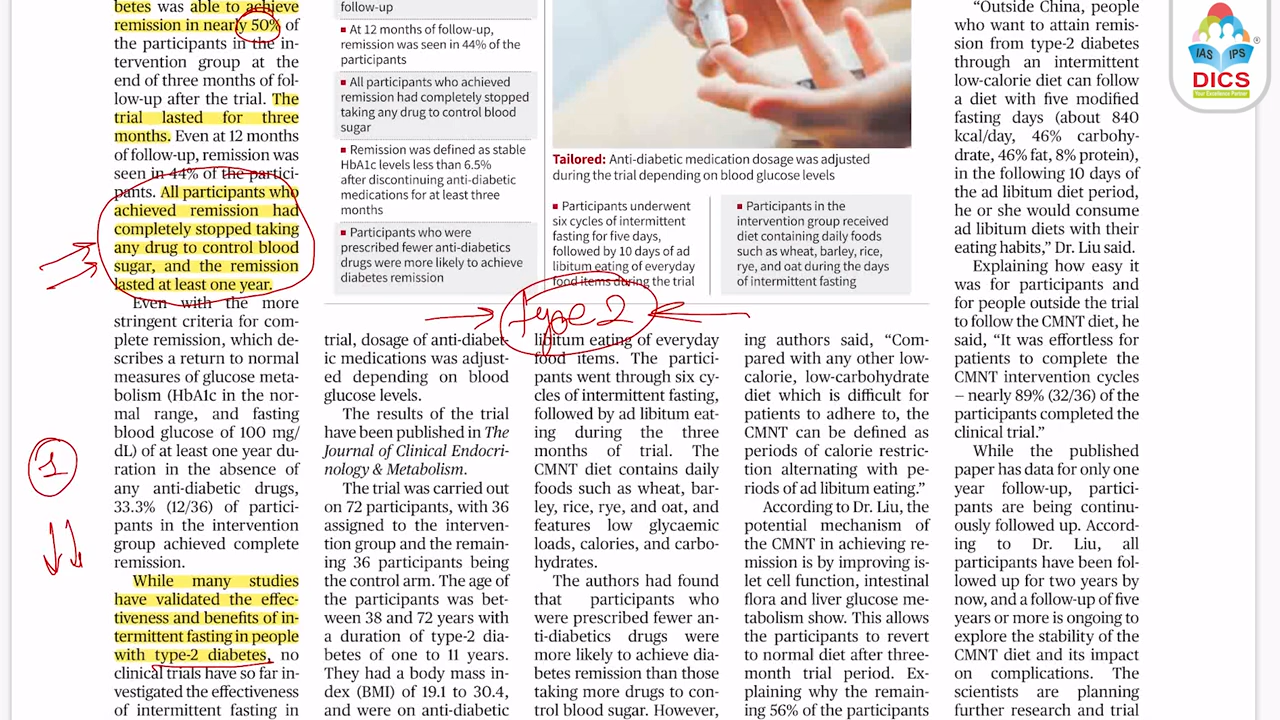 betes was able to achieve
remission in nearly 50% of
the participants in the in-
tervention group at the
end of three months of fol-
low-up after the trial. The
trial lasted for three
months. Even at 12 months
of follow-up, remission was
seen in 44% of the partici-
pants. All participants who
achieved remission had
completely stopped taking
any drug to control blood
sugar, and the remission
lasted at least one year.
Even with the more
stringent criteria for com-
plete remission, which de-
scribes a return to normal
measures of glucose meta-
bolism (HbA1c in the nor-
mal range, and fasting
blood glucose of 100 mg/
dL) of at least one year du-
ration in the absence of
any anti-diabetic drugs,
33.3% (12/36) of partici-
pants in the intervention
group achieved complete
remission.
While many studies
have validated the effec-
tiveness and benefits of in-
termittent fasting in people
with type-2 diabetes, no
clinical trials have so far in-
vestigated the effectiveness
of intermittent fasting in
1
follow-up
▪ At 12 months of follow-up,
remission was seen in 44% of the
participants
▪ All participants who achieved
remission had completely stopped
taking any drug to control blood
sugar
▪ Remission was defined as stable
HbA1c levels less than 6.5%
after discontinuing anti-diabetic
medications for at least three
months
▪ Participants who were
prescribed fewer anti-diabetics
drugs were more likely to achieve
diabetes remission
Tailored: Anti-diabetic medication dosage was adjusted
during the trial depending on blood glucose levels
▪ Participants underwent
six cycles of intermittent
fasting for five days,
followed by 10 days of ad
libitum eating of everyday
food items during the trial
▪ Participants in the
intervention group received
diet containing daily foods
such as wheat, barley, rice,
rye, and oat during the days
of intermittent fasting
type 2
trial, dosage of anti-diabet-
ic medications was adjust-
ed depending on blood
glucose levels.
The results of the trial
have been published in The
Journal of Clinical Endocri-
nology & Metabolism.
The trial was carried out
on 72 participants, with 36
assigned to the interven-
tion group and the remain-
ing 36 participants being
the control arm. The age of
the participants was bet-
ween 38 and 72 years with
a duration of type-2 dia-
betes of one to 11 years.
They had a body mass in-
dex (BMI) of 19.1 to 30.4,
and were on anti-diabetic
libitum eating of everyday
food items. The partici-
pants went through six cy-
cles of intermittent fasting,
followed by ad libitum eat-
ing during the three
months of trial. The
CMNT diet contains daily
foods such as wheat, bar-
ley, rice, rye, and oat, and
features low glycaemic
loads, calories, and carbo-
hydrates.
The authors had found
that participants who
were prescribed fewer an-
ti-diabetics drugs were
more likely to achieve dia-
betes remission than those
taking more drugs to con-
trol blood sugar. However,
ing authors said, “Com-
pared with any other low-
calorie, low-carbohydrate
diet which is difficult for
patients to adhere to, the
CMNT can be defined as
periods of calorie restric-
tion alternating with pe-
riods of ad libitum eating.”
According to Dr. Liu, the
potential mechanism of
the CMNT in achieving re-
mission is by improving is-
let cell function, intestinal
flora and liver glucose me-
tabolism show. This allows
the participants to revert
to normal diet after three-
month trial period. Ex-
plaining why the remain-
ing 56% of the participants
“Outside China, people
who want to attain remis-
sion from type-2 diabetes
through an intermittent
low-calorie diet can follow
a diet with five modified
fasting days (about 840
kcal/day, 46% carbohy-
drate, 46% fat, 8% protein),
in the following 10 days of
the ad libitum diet period,
he or she would consume
ad libitum diets with their
eating habits,” Dr. Liu said.
Explaining how easy it
was for participants and
for people outside the trial
to follow the CMNT diet, he
said, “It was effortless for
patients to complete the
CMNT intervention cycles
– nearly 89% (32/36) of the
participants completed the
clinical trial.”
While the published
paper has data for only one
year follow-up, partici-
pants are being continu-
ously followed up. Accord-
ing to Dr. Liu, all
participants have been fol-
lowed up for two years by
now, and a follow-up of five
years or more is ongoing to
explore the stability of the
CMNT diet and its impact
on complications. The
scientists are planning
further research and trial
IAS IPS
DICS
Your Excellence Partner